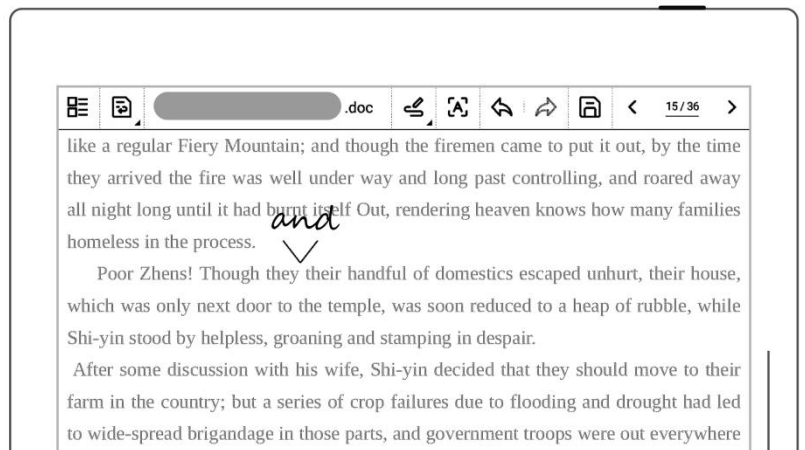 .doc
A
15 / 36
like a regular Fiery Mountain; and though the firemen came to put it out, by the time
they arrived the fire was well under way and long past controlling, and roared away
all night long until it had burnt itself Out, rendering heaven knows how many families
and
homeless in the process.
Poor Zhens! Though they their handful of domestics escaped unhurt, their house,
which was only next door to the temple, was soon reduced to a heap of rubble, while
Shi-yin stood by helpless, groaning and stamping in despair.
After some discussion with his wife, Shi-yin decided that they should move to their
farm in the country; but a series of crop failures due to flooding and drought had led
to wide-spread brigandage in those parts, and government troops were out everywhere